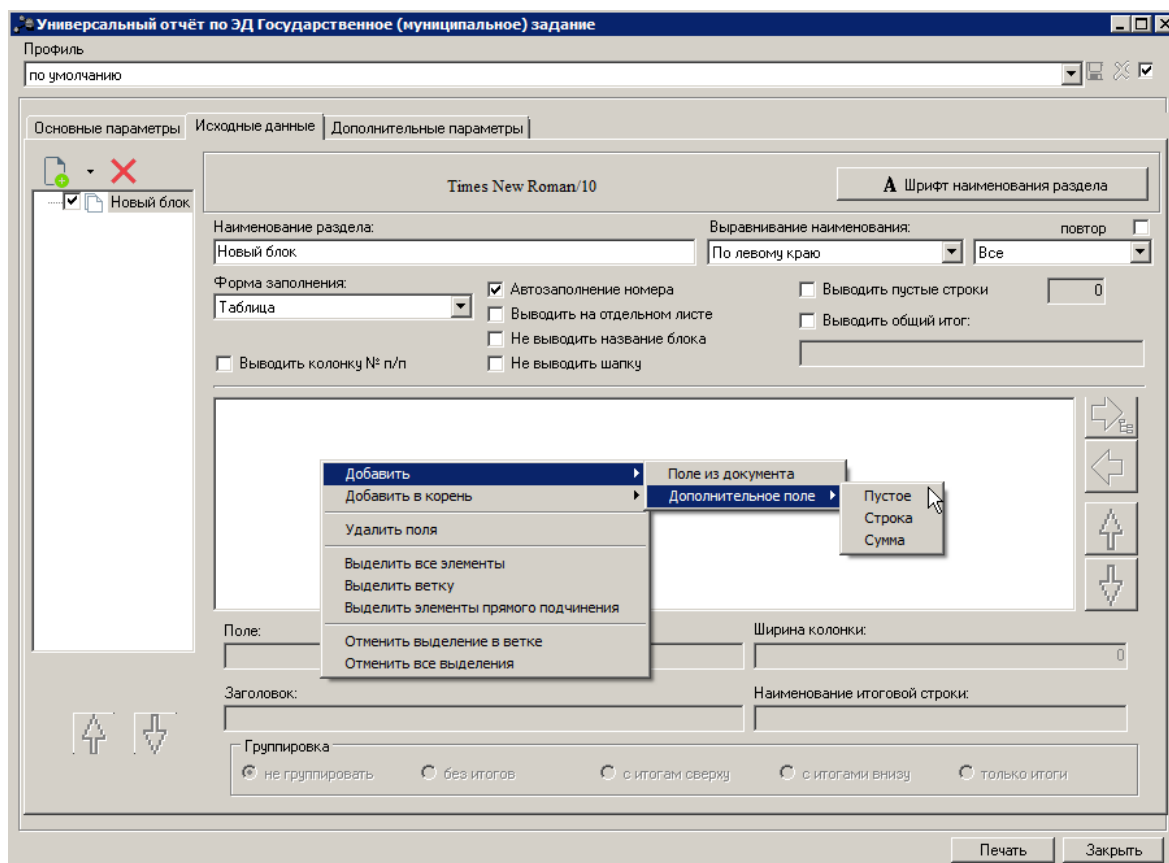 Универсальный отчёт по ЭД Государственное (муниципальное) задание
Профиль
по умолчанию
Основные параметры Исходные данные Дополнительные параметры
Times New Roman/10 А Шрифт наименования раздела
Новый блок
Наименование раздела: Выравнивание наименования: повтор
Новый блок По левому краю Все
Форма заполнения: Автозаполнение номера Выводить пустые строки 0
Таблица Выводить на отдельном листе Выводить общий итог:
Не выводить название блока
Выводить колонку № п/п Не выводить шапку
Добавить Поле из документа
Добавить в корень Дополнительное поле Пустое
Строка
Удалить поля Сумма
Выделить все элементы
Выделить ветку
Выделить элементы прямого подчинения
Поле: Ширина колонки:
Отменить выделение в ветке 0
Отменить все выделения
Заголовок: Наименование итоговой строки:
Группировка
не группировать без итогов с итогам сверху с итогами внизу только итоги
Печать Закрыть